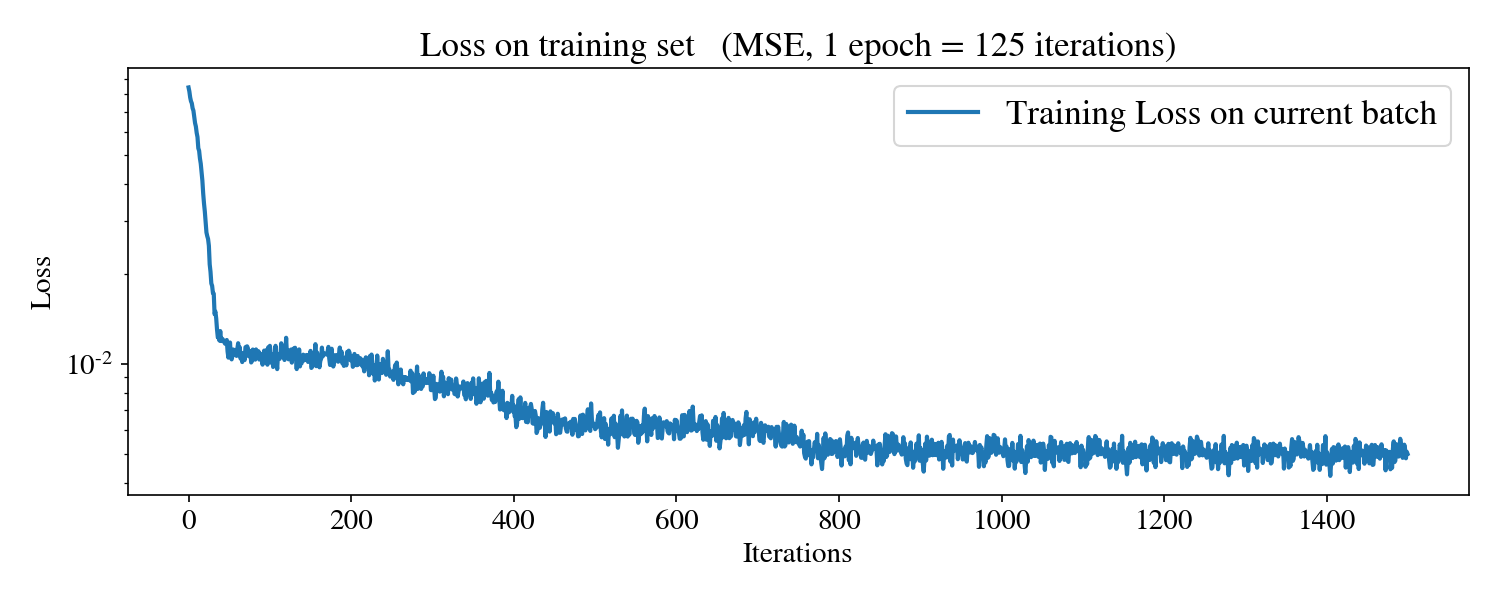 Loss on training set (MSE, 1 epoch = 125 iterations)
Training Loss on current batch
Loss
10-2
0 200 400 600 800 1000 1200 1400
Iterations